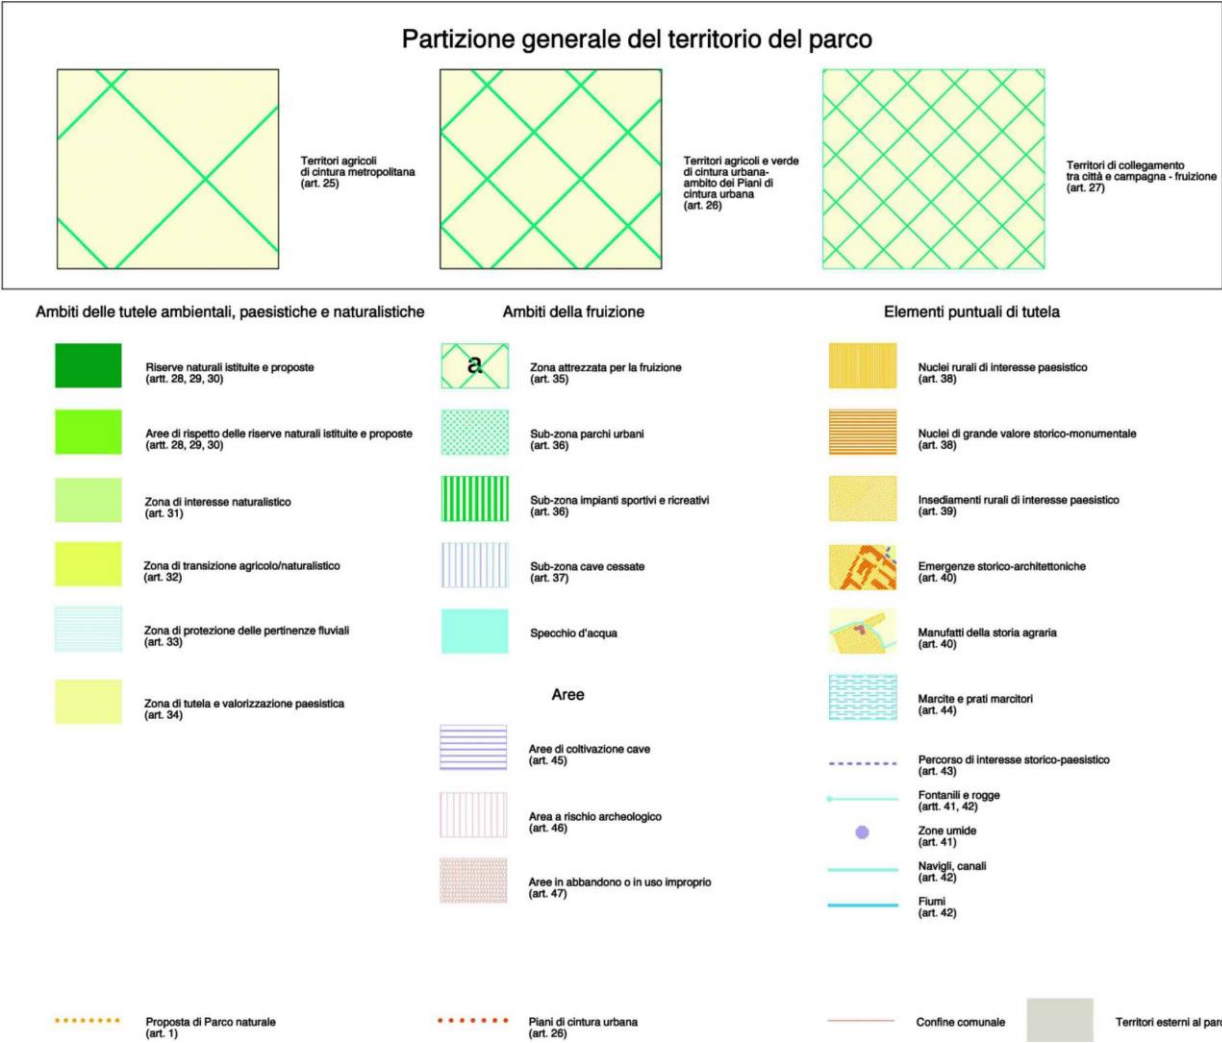 Partizione generale del territorio del parco
Territori agricoli
di cintura metropolitana
(art. 25)
Territori agricoli e verde
di cintura urbana-
ambito dei Piani di
cintura urbana
(art. 26)
Territori di collegamento
tra città e campagna - fruizione
(art. 27)
Ambiti delle tutele ambientali, paesistiche e naturalistiche
Riserve naturali istituite e proposte
(artt. 28, 29, 30)
Aree di rispetto delle riserve naturali istituite e proposte
(artt. 28, 29, 30)
Zona di interesse naturalistico
(art. 31)
Zona di transizione agricolo/naturalistico
(art. 32)
Zona di protezione delle pertinenze fluviali
(art. 33)
Zona di tutela e valorizzazione paesistica
(art. 34)
Ambiti della fruizione
a
Zona attrezzata per la fruizione
(art. 35)
Sub-zona parchi urbani
(art. 36)
Sub-zona impianti sportivi e ricreativi
(art. 36)
Sub-zona cave cessate
(art. 37)
Specchio d'acqua
Aree
Aree di coltivazione cave
(art. 45)
Area a rischio archeologico
(art. 46)
Aree in abbandono o in uso improprio
(art. 47)
Elementi puntuali di tutela
Nuclei rurali di interesse paesistico
(art. 38)
Nuclei di grande valore storico-monumentale
(art. 38)
Insediamenti rurali di interesse paesistico
(art. 39)
Emergenze storico-architettoniche
(art. 40)
Manufatti della storia agraria
(art. 40)
Marcite e prati marcitori
(art. 44)
Percorso di interesse storico-paesistico
(art. 43)
Fontanili e rogge
(artt. 41, 42)
Zone umide
(art. 41)
Navigli, canali
(art. 42)
Fiumi
(art. 42)
Proposta di Parco naturale
(art. 1)
Piani di cintura urbana
(art. 26)
Confine comunale
Territori esterni al parc